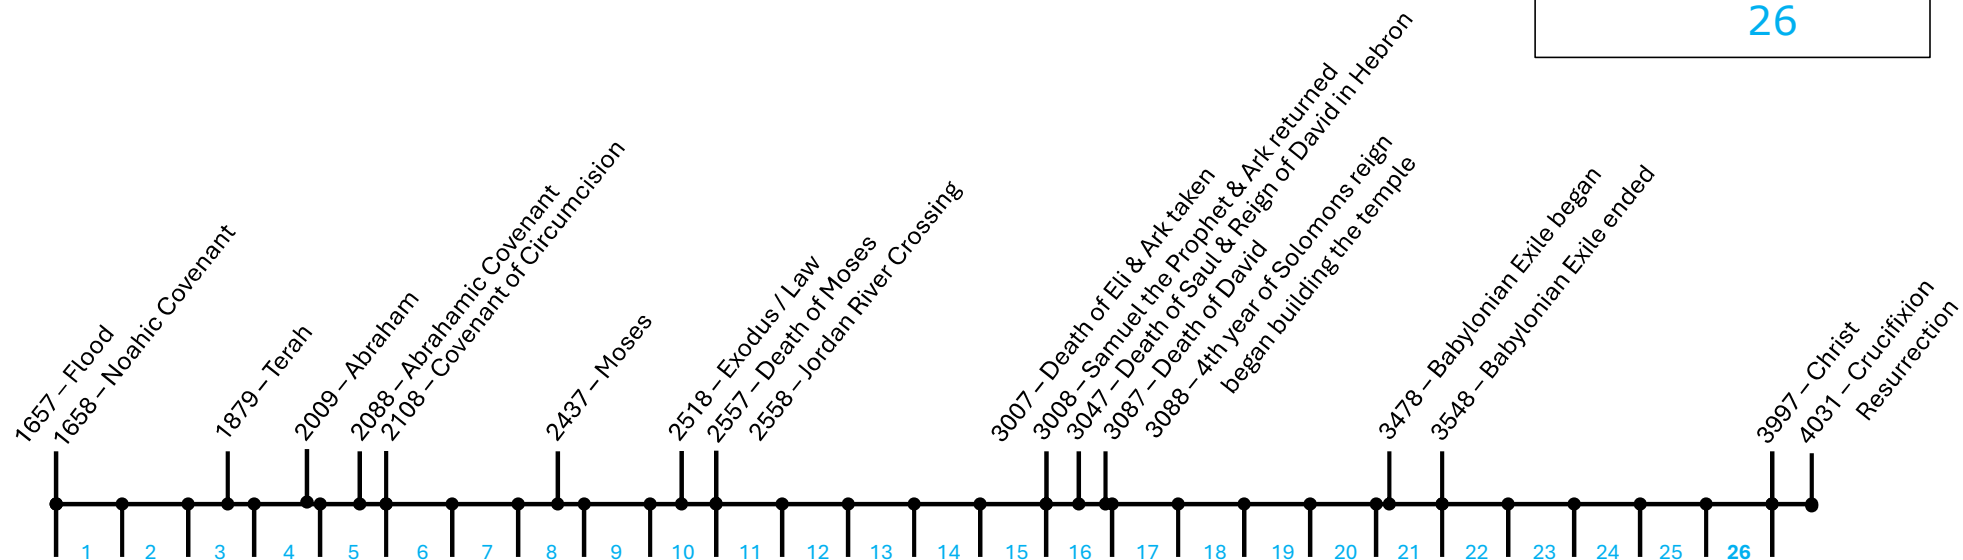 26
1657 – Flood
1658 – Noahic Covenant
1879 – Terah
2009 – Abraham
2088 – Abrahamic Covenant
2108 – Covenant of Circumcision
2437 – Moses
2518 – Exodus / Law
2557 – Death of Moses
2558 – Jordan River Crossing
3007 – Death of Eli & Ark taken
3008 – Samuel the Prophet & Ark returned
3047 – Death of Saul & Reign of David in Hebron
3087 – Death of David
3088 – 4th year of Solomons reign
began building the temple
3478 – Babylonian Exile began
3548 – Babylonian Exile ended
3997 – Christ
4031 – Crucifixion
Resurrection
1 2 3 4 5 6 7 8 9 10 11 12 13 14 15 16 17 18 19 20 21 22 23 24 25 26